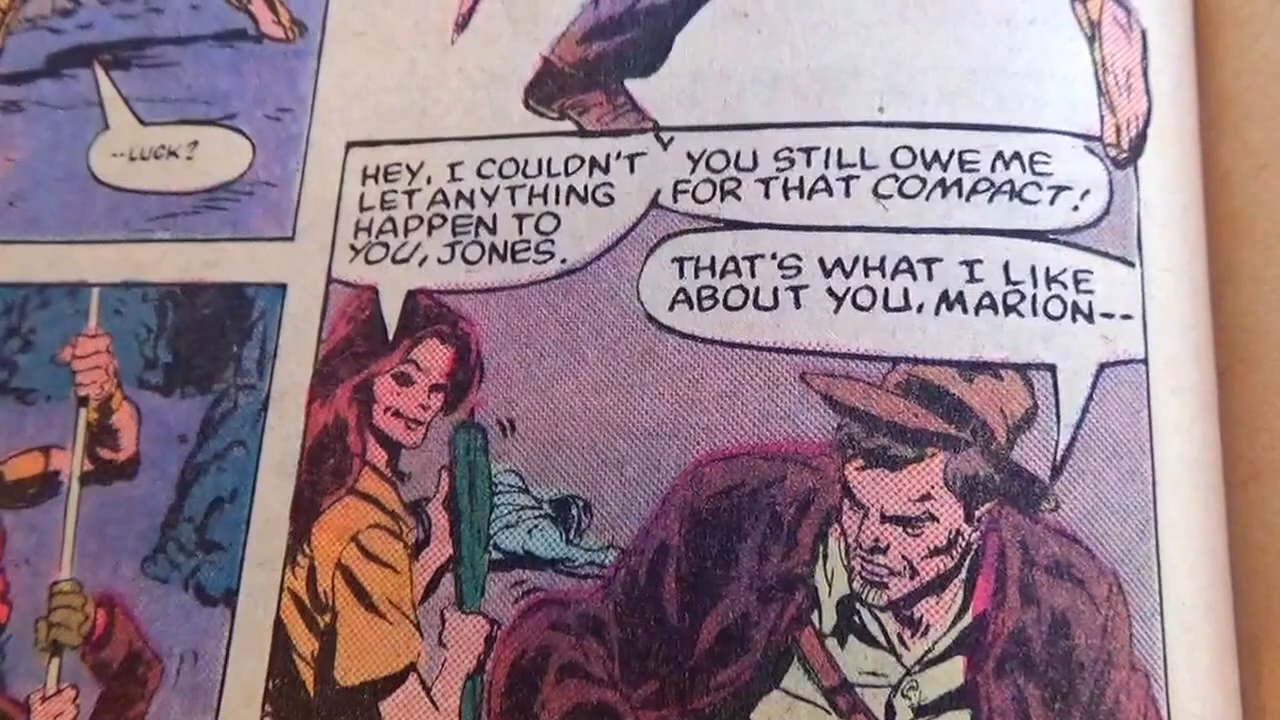 --LUCK?
HEY, I COULDN'T
LET ANYTHING
HAPPEN TO
YOU, JONES.
YOU STILL OWE ME
FOR THAT COMPACT!
THAT'S WHAT I LIKE
ABOUT YOU, MARION--